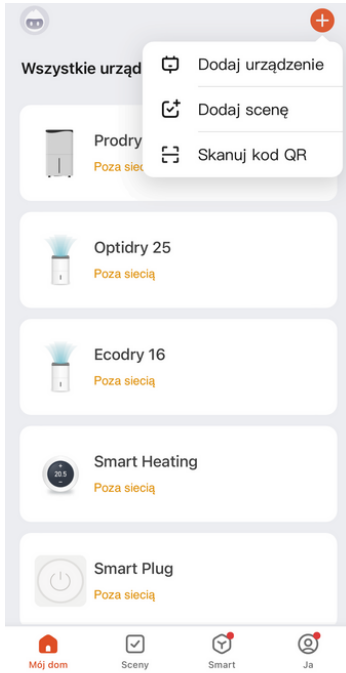 Wszystkie urząd
Dodaj urządzenie
Dodaj scenę
Skanuj kod QR
Prodry
Poza siec
Optidry 25
Poza siecią
Ecodry 16
Poza siecią
20.5
Smart Heating
Poza siecią
Smart Plug
Poza siecią
Mój dom
Sceny
Smart
Ja